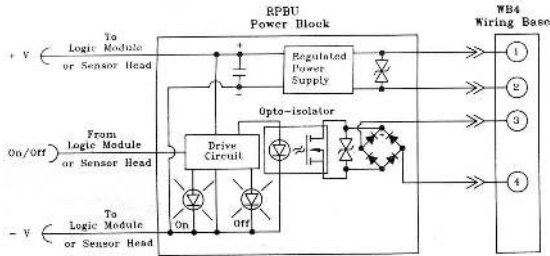 RPBU
Power Block
WB4
Wiring Base
+ V
To
Logic Module
or Sensor Head
+
-
Regulated
Power
Supply
1
2
Opto-isolator
3
From
Logic Module
or Sensor Head
On/Off
Drive
Circuit
4
On
Off
- V
To
Logic Module
or Sensor Head